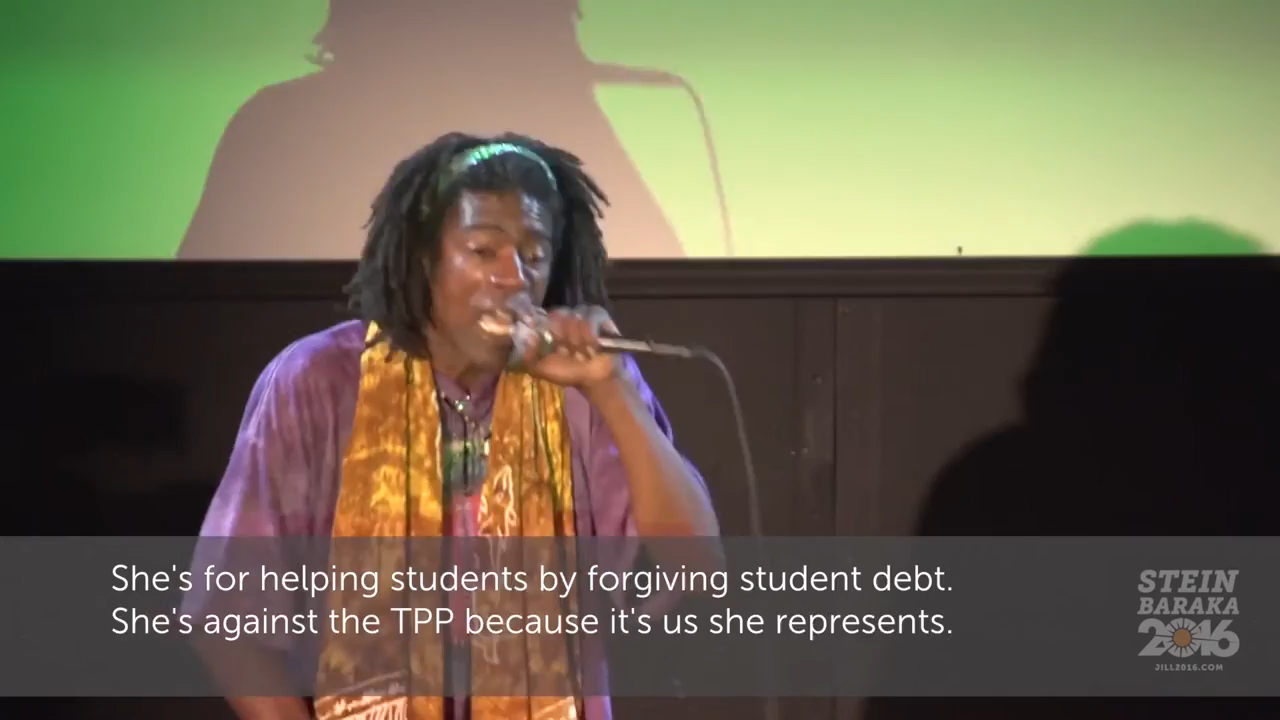 She's for helping students by forgiving student debt.
She's against the TPP because it's us she represents.
STEIN
BARAKA
2016
JILL2016.COM